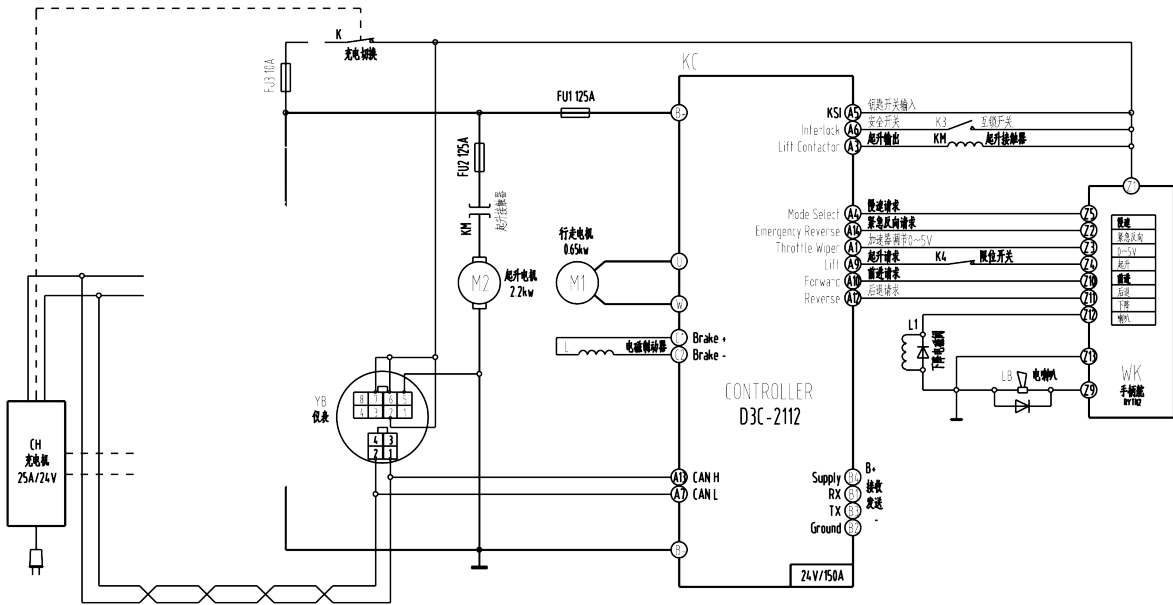 K
充电切换
KC
FU3 10A
FU1 125A
B+
KSI
A5
钥匙开关输入
Interlock
A6
安全开关
K3
互锁开关
Lift Contactor
A3
起升输出
KM
起升接触器
FU2 125A
KM
起升接触器
Z1
Mode Select
A4
慢速请求
Z5
慢速
Emergency Reverse
A14
紧急反向请求
Z2
紧急反向
Throttle Wiper
A1
加速器调节0~5V
Z3
0~5V
Lift
A9
起升请求
K4
限位开关
Z4
起升
Forward
A10
前进请求
Z10
前进
Reverse
A12
后退请求
Z11
后退
Z12
下降
喇叭
行走电机
0.65kw
M1
U
W
M2
起升电机
2.2kw
L1
下降电磁阀
C1
Brake +
L
电磁制动器
C2
Brake -
Z13
LB
电喇叭
Z9
WK
手柄舵
CONTROLLER
D3C-2112
YB
仪表
8 7 6 5
4 3 2 1
4 3
2 1
CH
充电机
25A/24V
A13
CAN H
A7
CAN L
Supply
B4
B+
RX
B1
接收
TX
B3
发送
Ground
B2
-
B-
24V/150A